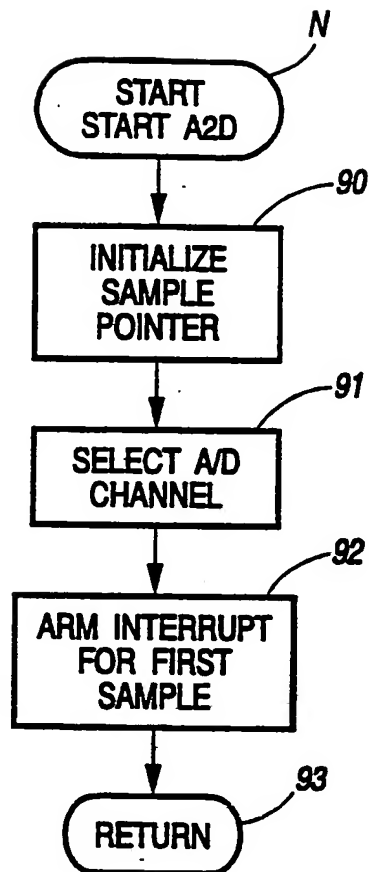 N
START
START A2D
90
INITIALIZE
SAMPLE
POINTER
91
SELECT A/D
CHANNEL
92
ARM INTERRUPT
FOR FIRST
SAMPLE
93
RETURN